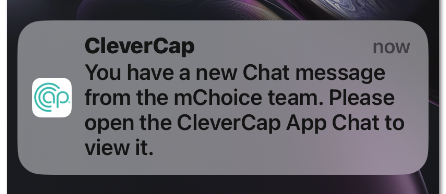 CleverCap
now
cap
You have a new Chat message
from the mChoice team. Please
open the CleverCap App Chat to
view it.